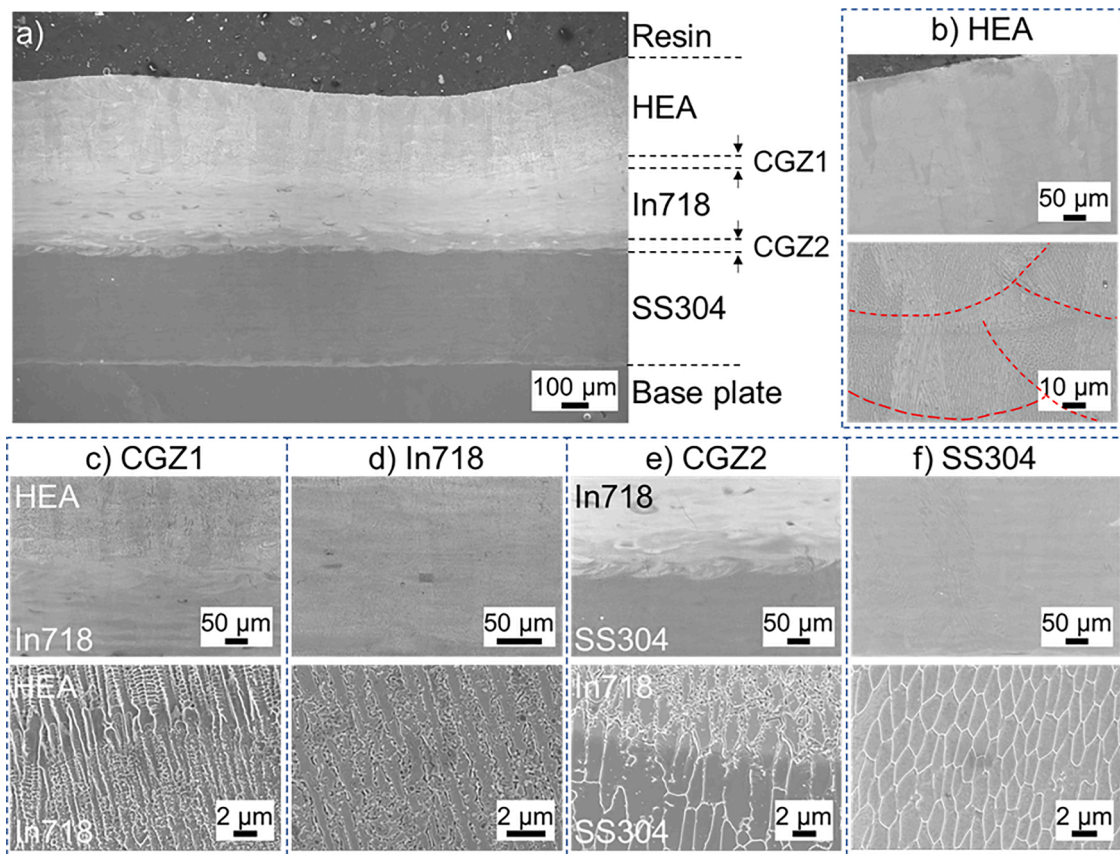 a)
Resin
HEA
CGZ1
In718
CGZ2
SS304
100 µm
Base plate
b) HEA
50 µm
10 µm
c) CGZ1
HEA
In718
50 µm
HEA
In718
2 µm
d) In718
50 µm
2 µm
e) CGZ2
In718
SS304
50 µm
In718
SS304
2 µm
f) SS304
50 µm
2 µm